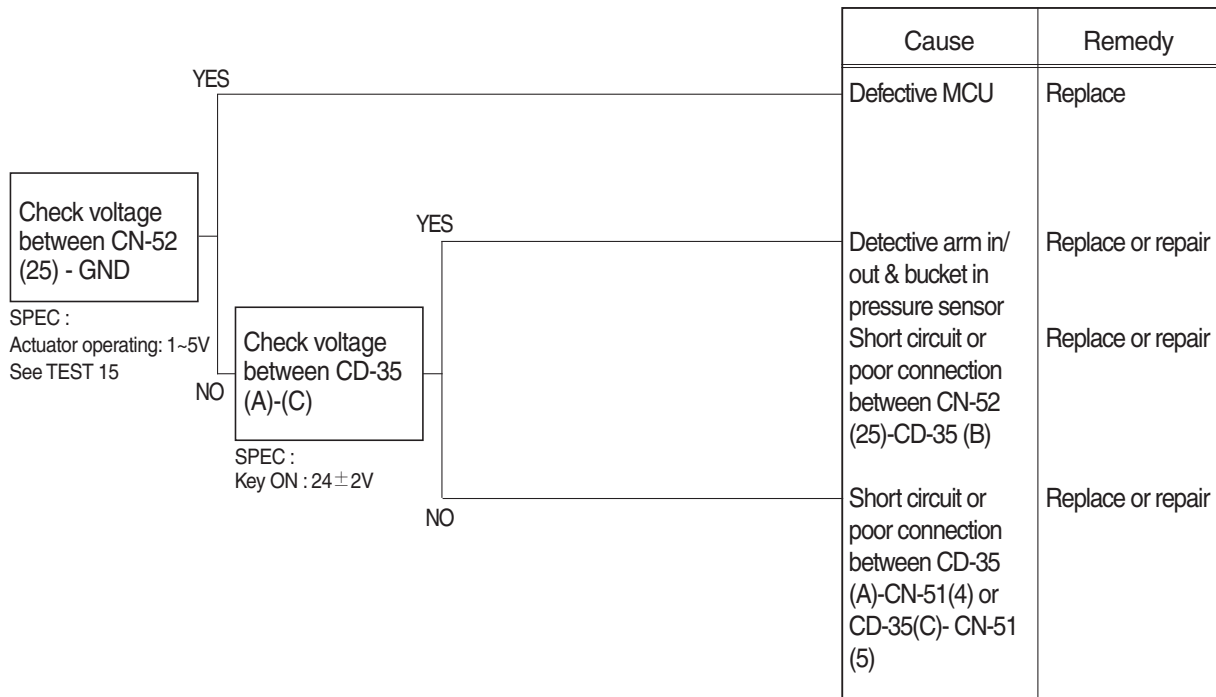 Cause
Remedy
YES
Defective MCU
Replace
Check voltage
between CN-52
(25) - GND
SPEC :
Actuator operating: 1~5V
See TEST 15
YES
Detective arm in/
out & bucket in
pressure sensor
Replace or repair
Short circuit or
poor connection
between CN-52
(25)-CD-35 (B)
Replace or repair
NO
Check voltage
between CD-35
(A)-(C)
SPEC :
Key ON : 24±2V
NO
Short circuit or
poor connection
between CD-35
(A)-CN-51(4) or
CD-35(C)- CN-51
(5)
Replace or repair